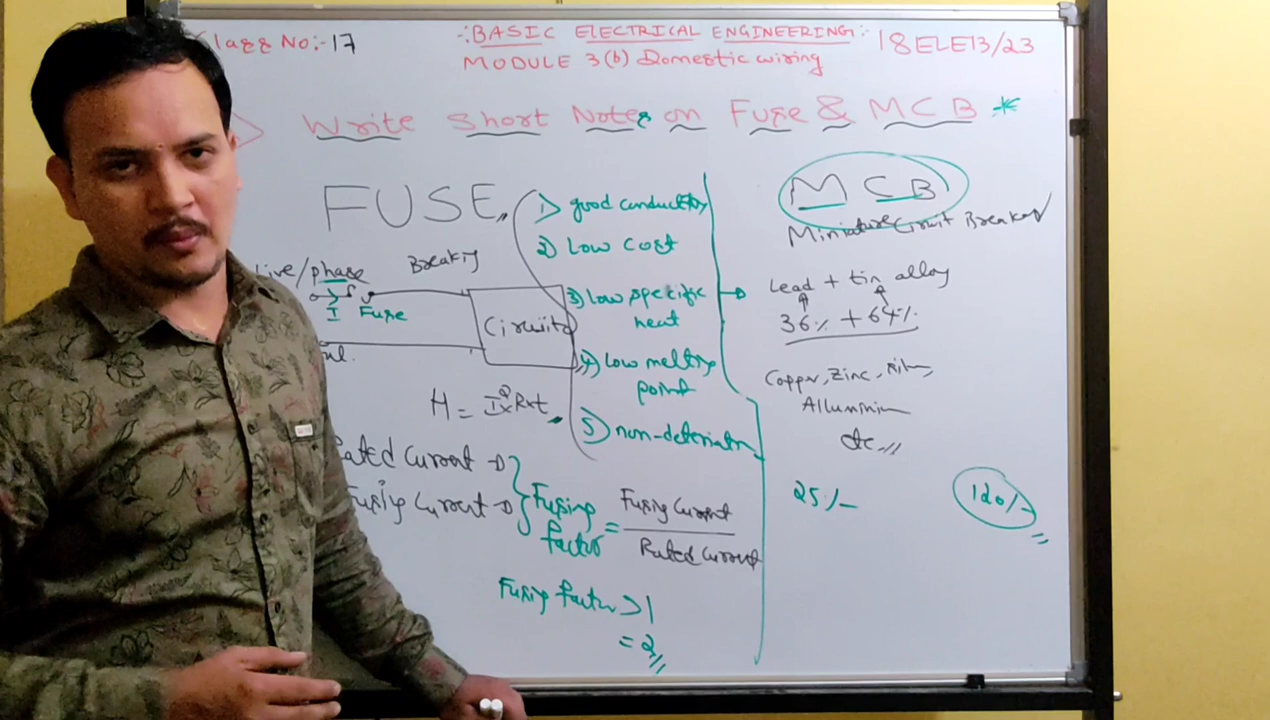 Class No:- 17
-:BASIC ELECTRICAL ENGINEERING:-
18ELE13/23
MODULE 3(b) Domestic wiring
Write Short Notes on Fuse & MCB *
FUSE
Live/phase
Breaking
I Fuse
Circuit
H = I²xRxt
1) good conductivity
2) Low cost
3) low specific heat
4) Low melting point
5) non-deterioration
Rated Current
Fusing Current
Fusing factor = Fusing Current / Rated Current
Fusing factor > 1
= 2
MCB
Miniature Circuit Breaker
Lead + tin alloy
36% + 64%
Copper, Zinc,
Alluminium
etc.,
25/-
120/-